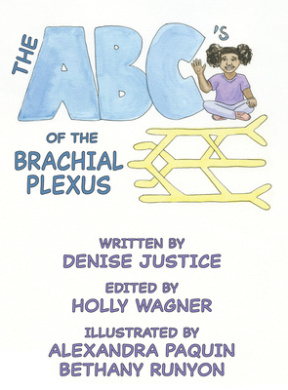 THE ABC's
OF THE
BRACHIAL
PLEXUS
WRITTEN BY
DENISE JUSTICE
EDITED BY
HOLLY WAGNER
ILLUSTRATED BY
ALEXANDRA PAQUIN
BETHANY RUNYON